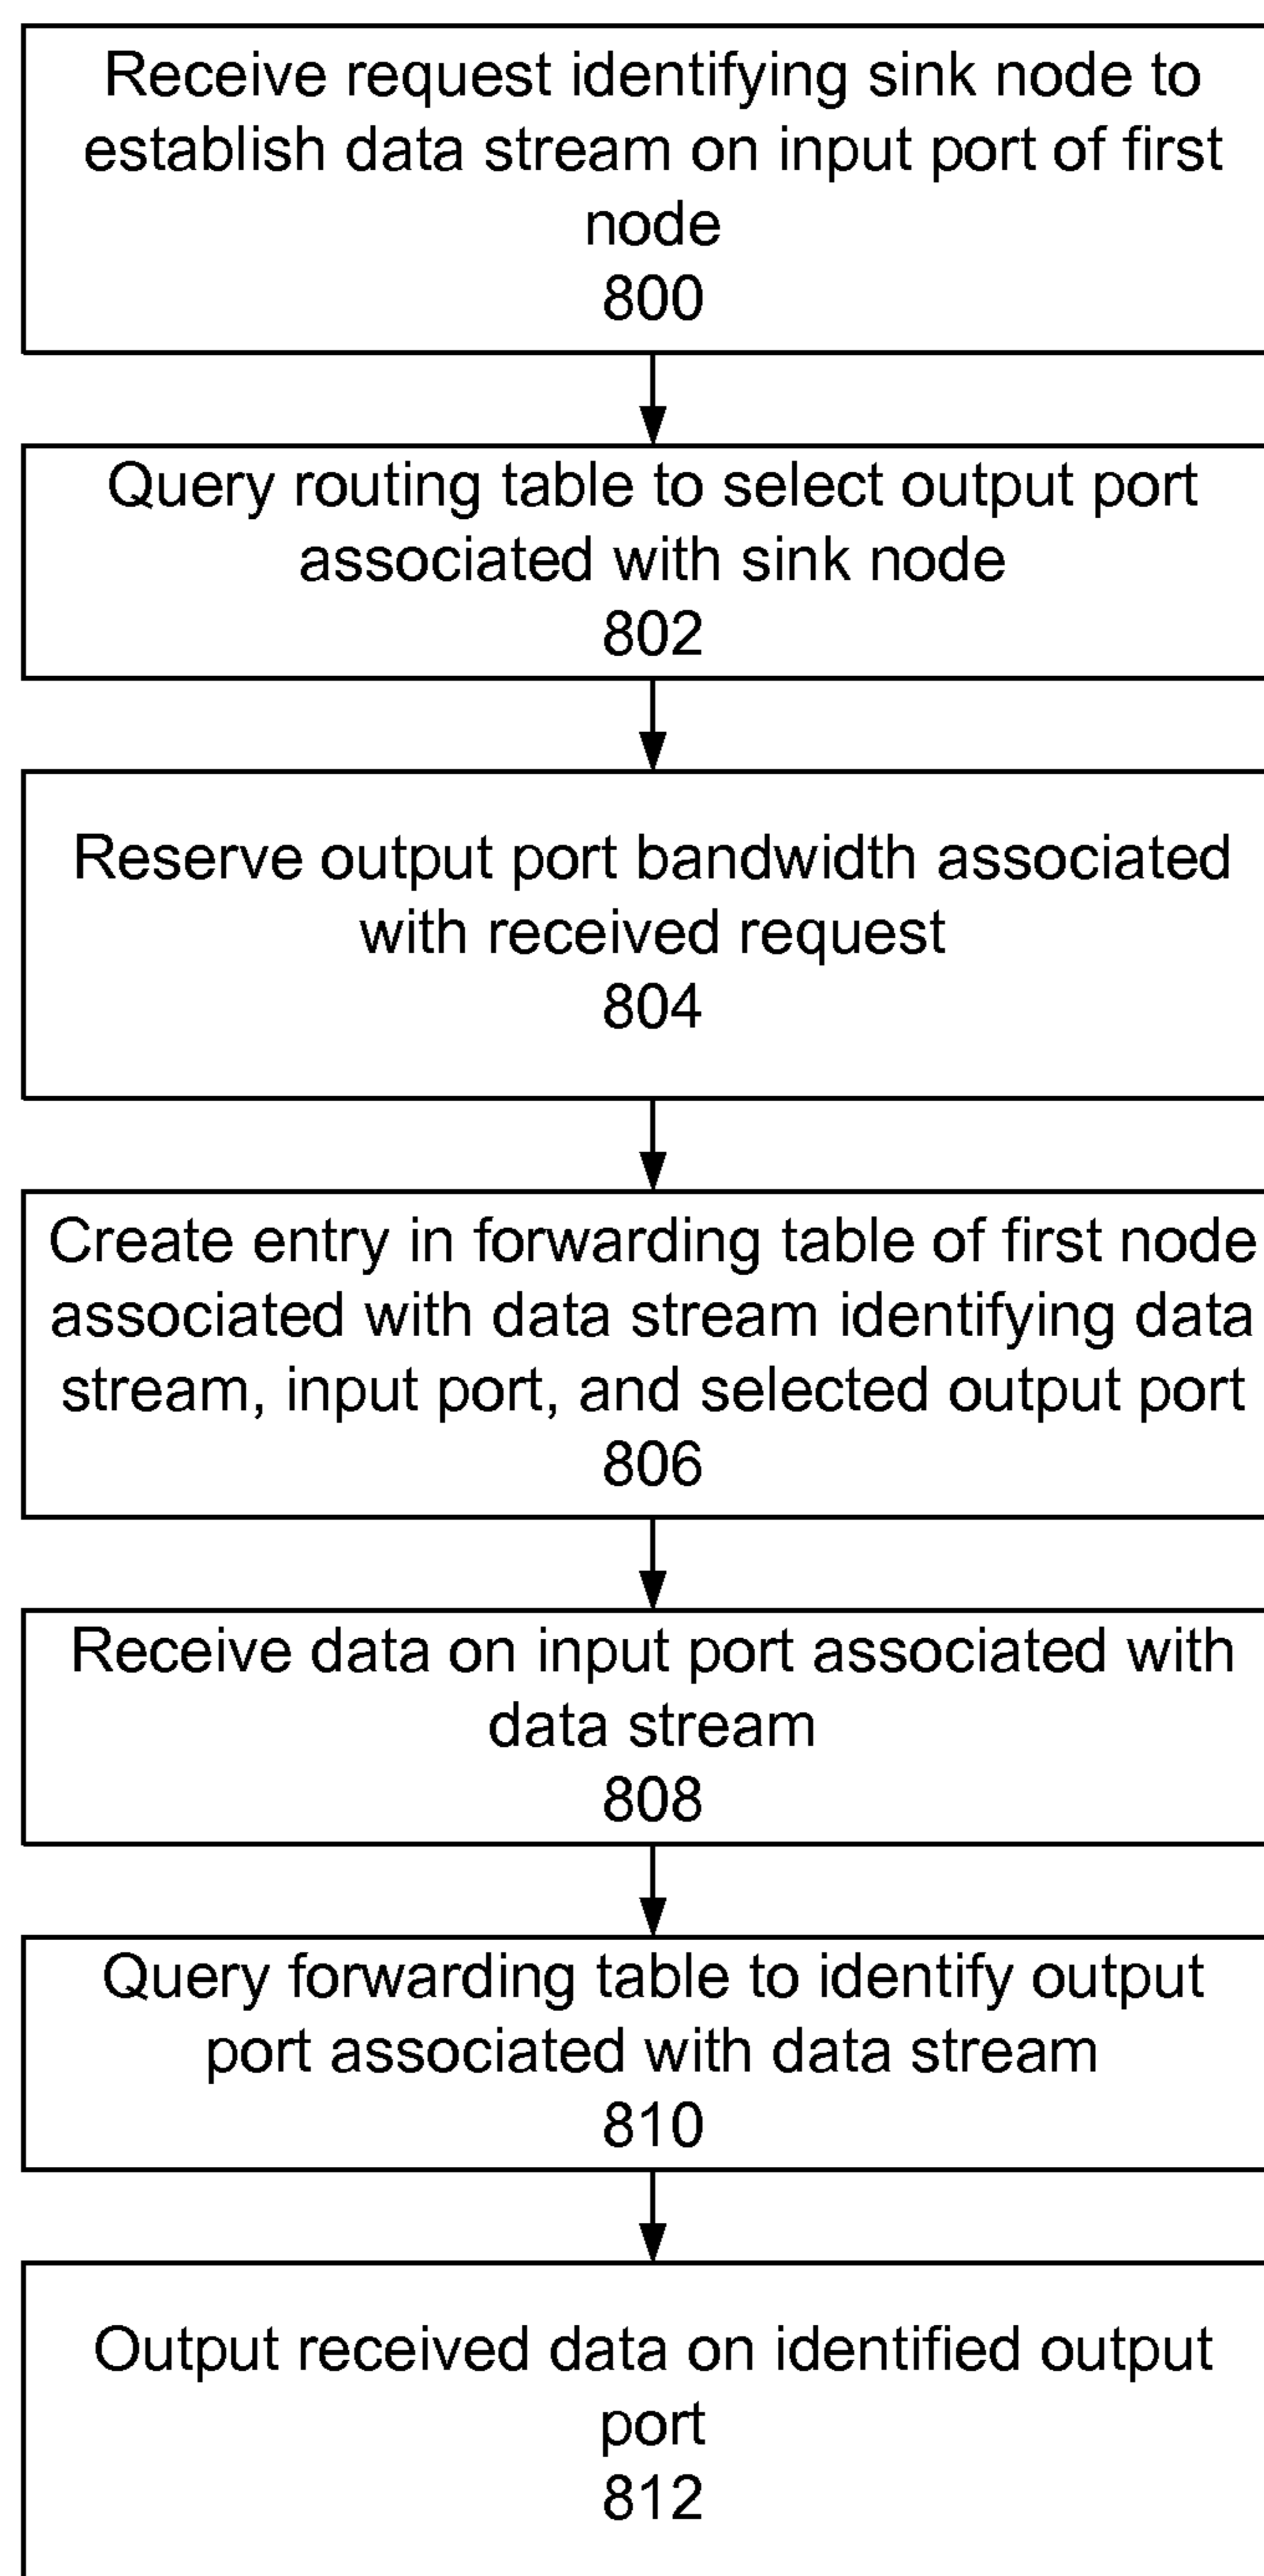 Receive request identifying sink node to
establish data stream on input port of first
node
800
Query routing table to select output port
associated with sink node
802
Reserve output port bandwidth associated
with received request
804
Create entry in forwarding table of first node
associated with data stream identifying data
stream, input port, and selected output port
806
Receive data on input port associated with
data stream
808
Query forwarding table to identify output
port associated with data stream
810
Output received data on identified output
port
812